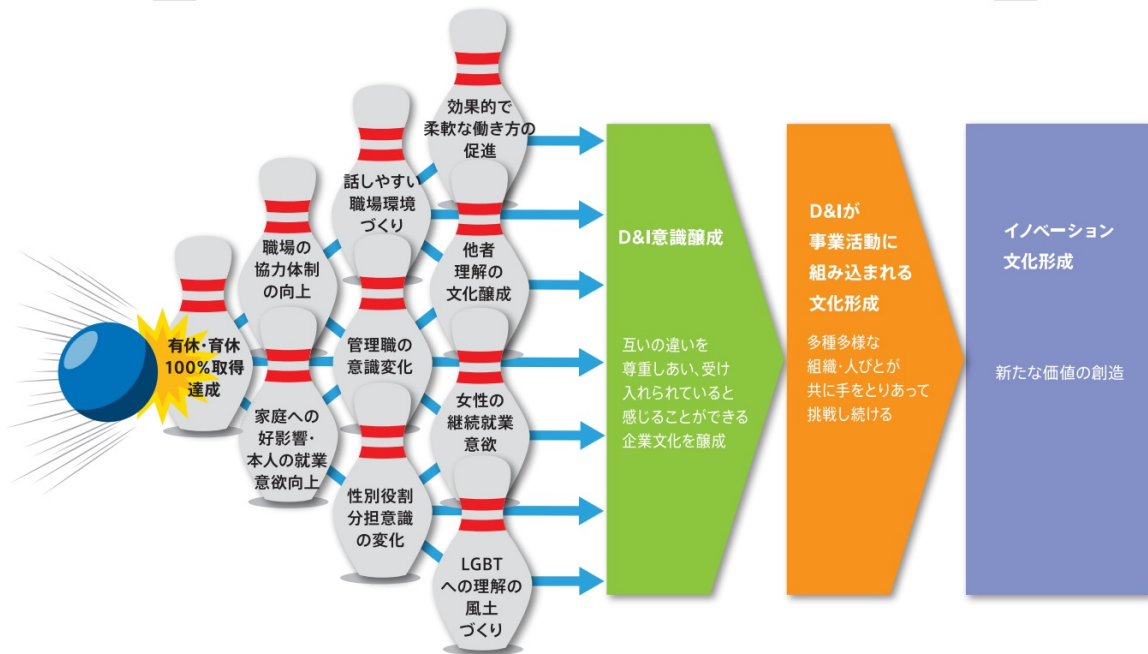 有休・育休
100%取得
達成
職場の
協力体制
の向上
家庭への
好影響・
本人の就業
意欲向上
話しやすい
職場環境
づくり
管理職の
意識変化
性別役割
分担意識
の変化
効果的で
柔軟な働き方の
促進
他者
理解の
文化醸成
女性の
継続就業
意欲
LGBT
への理解の
風土
づくり
D&I意識醸成
互いの違いを
尊重しあい、受け
入れられていると
感じることができる
企業文化を醸成
D&Iが
事業活動に
組み込まれる
文化形成
多種多様な
組織・人びとが
共に手をとりあって
挑戦し続ける
イノベーション
文化形成
新たな価値の創造